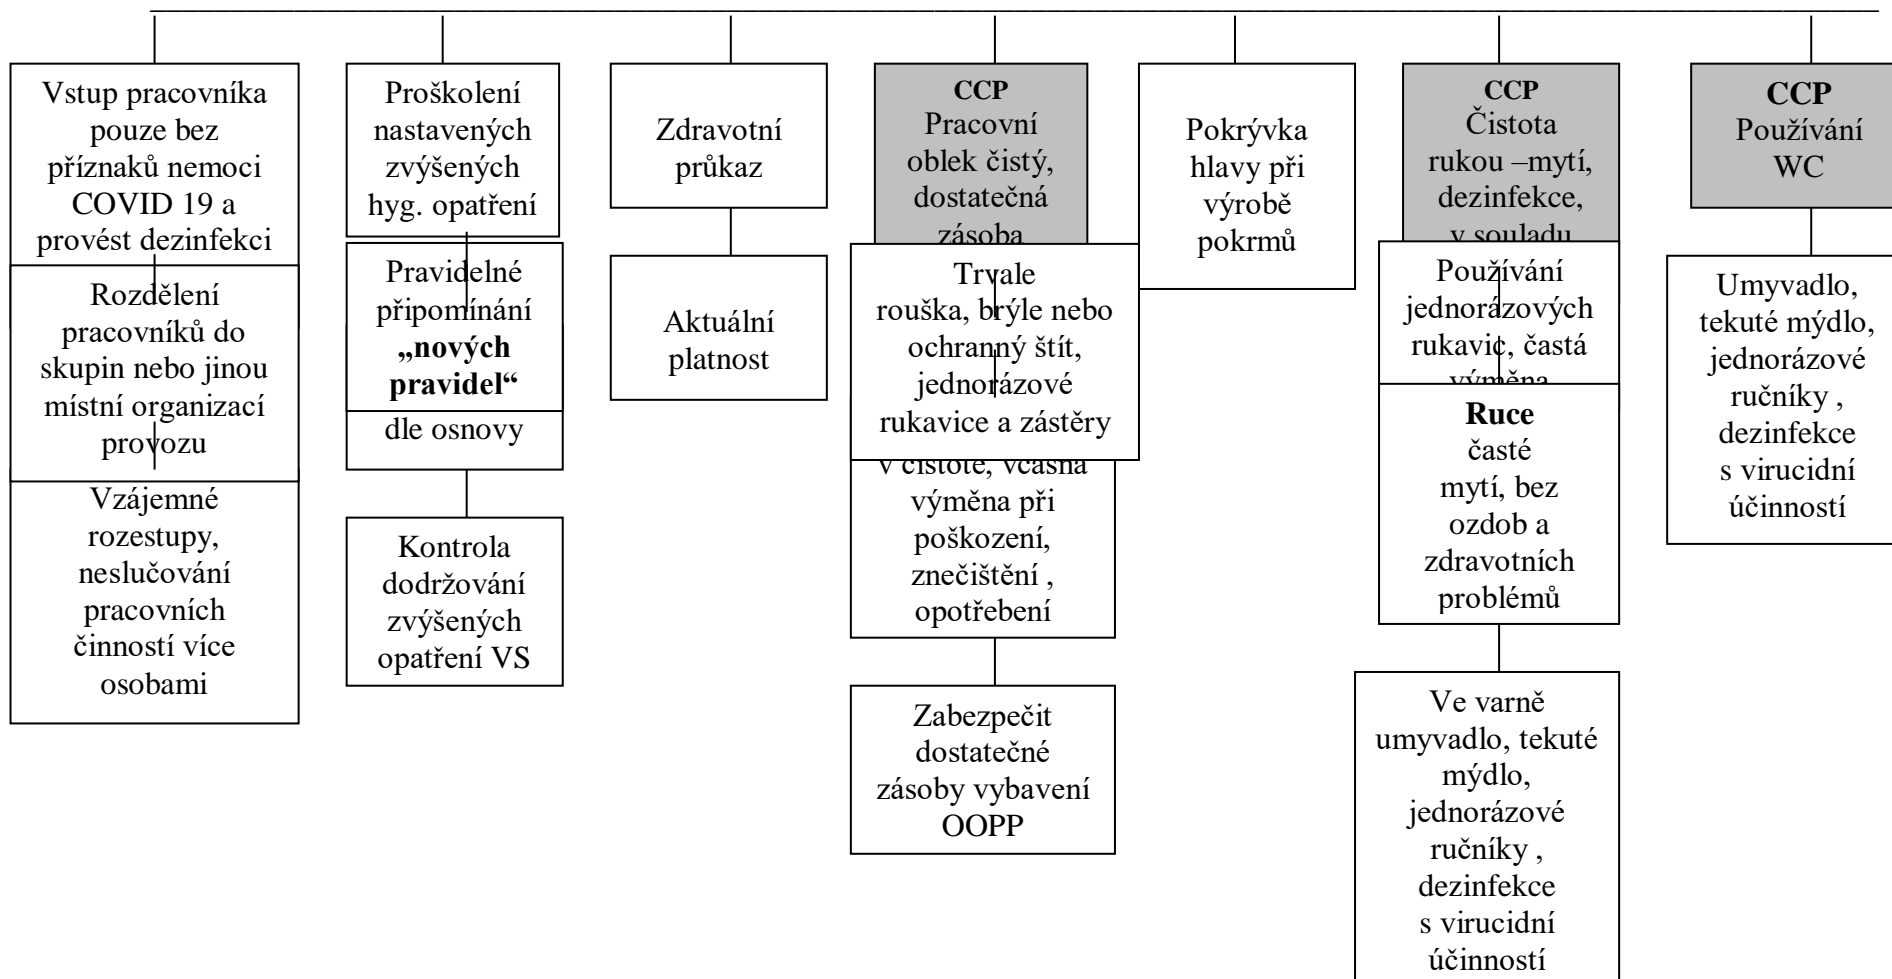 Vstup pracovníka
pouze bez
příznaků nemoci
COVID 19 a
provést dezinfekci
Rozdělení
pracovníků do
skupin nebo jinou
místní organizací
provozu
Vzájemné
rozestupy,
neslučování
pracovních
činností více
osobami
Proškolení
nastavených
zvýšených
hyg. opatření
Pravidelné
připomínání
„nových
pravidel“
dle osnovy
Kontrola
dodržování
zvýšených
opatření VS
Zdravotní
průkaz
Aktuální
platnost
CCP
Pracovní
oblek čistý,
dostatečná
zásoba
Trvale
rouška, brýle nebo
ochranný štít,
jednorázové
rukavice a zástěry
v čistotě, včasná
výměna při
poškození,
znečištění ,
opotřebení
Zabezpečit
dostatečné
zásoby vybavení
OOPP
Pokrývka
hlavy při
výrobě
pokrmů
CCP
Čistota
rukou –mytí,
dezinfekce,
v souladu
Používání
jednorázových
rukavic, častá
výměna
Ruce
časté
mytí, bez
ozdob a
zdravotních
problémů
Ve varně
umyvadlo, tekuté
mýdlo,
jednorázové
ručníky ,
dezinfekce
s virucidní
účinností
CCP
Používání
WC
Umyvadlo,
tekuté mýdlo,
jednorázové
ručníky ,
dezinfekce
s virucidní
účinností